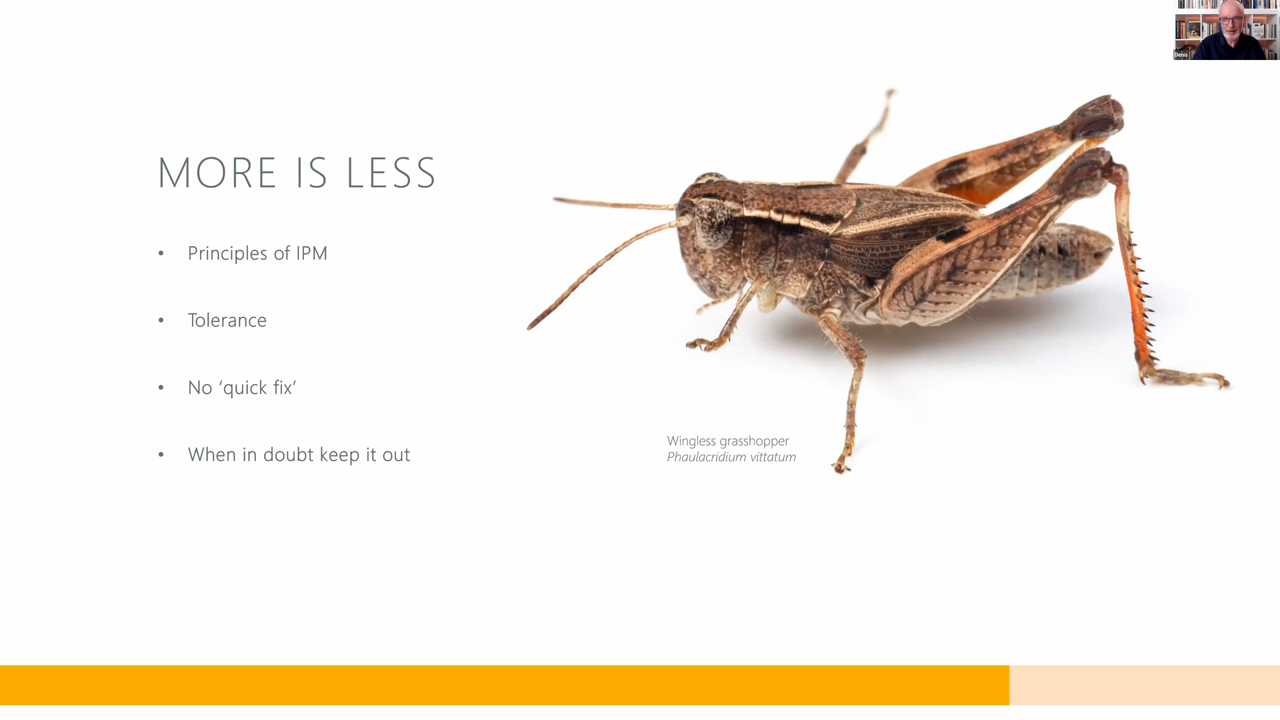 MORE IS LESS
• Principles of IPM
• Tolerance
• No ‘quick fix’
• When in doubt keep it out
Wingless grasshopper
Phaulacridium vittatum
Denis